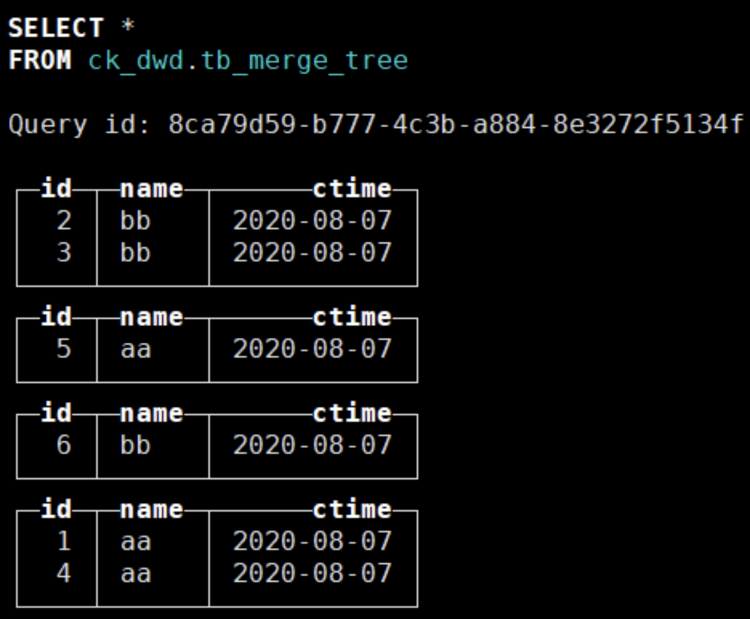 SELECT *
FROM ck_dwd.tb_merge_tree
Query id: 8ca79d59-b777-4c3b-a884-8e3272f5134f
id name ctime
2 bb 2020-08-07
3 bb 2020-08-07
id name ctime
5 aa 2020-08-07
id name ctime
6 bb 2020-08-07
id name ctime
1 aa 2020-08-07
4 aa 2020-08-07